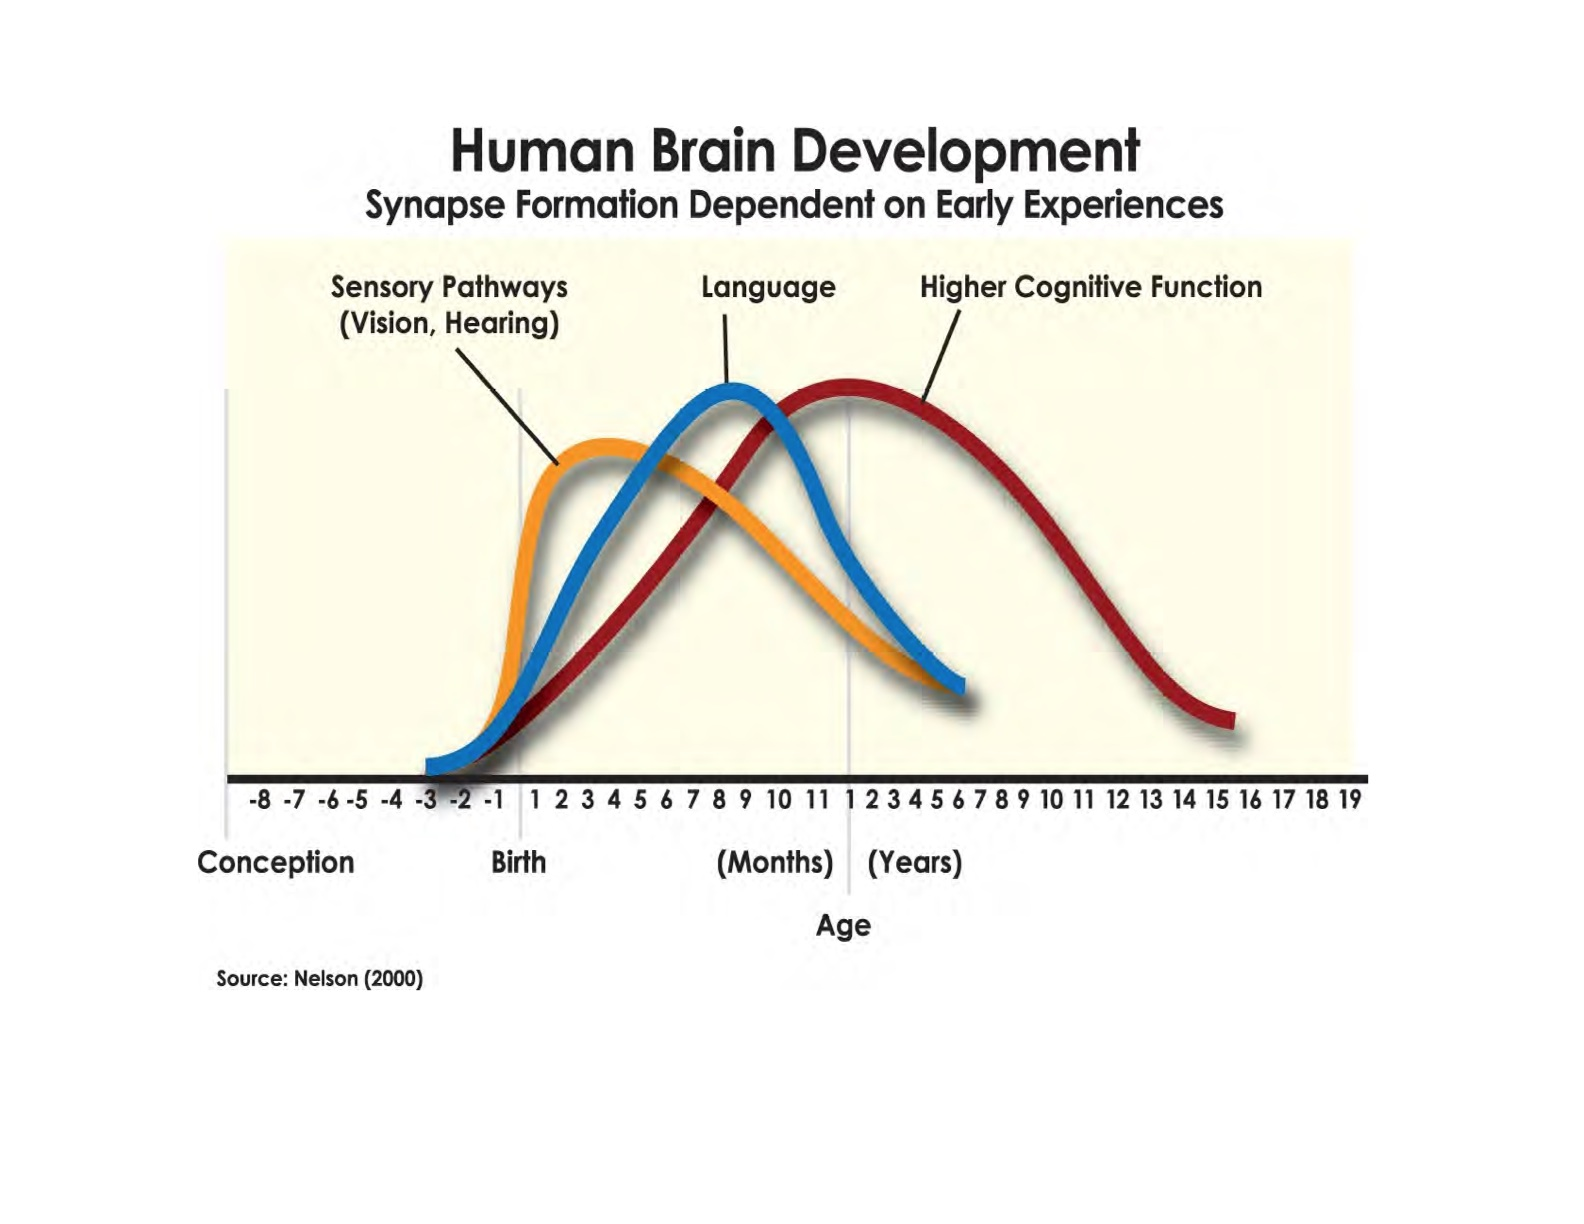 Human Brain Development
Synapse Formation Dependent on Early Experiences
Sensory Pathways
(Vision, Hearing)
Language
Higher Cognitive Function
-8 -7 -6 -5 -4 -3 -2 -1 1 2 3 4 5 6 7 8 9 10 11 1 2 3 4 5 6 7 8 9 10 11 12 13 14 15 16 17 18 19
Conception Birth (Months) (Years)
Age
Source: Nelson (2000)